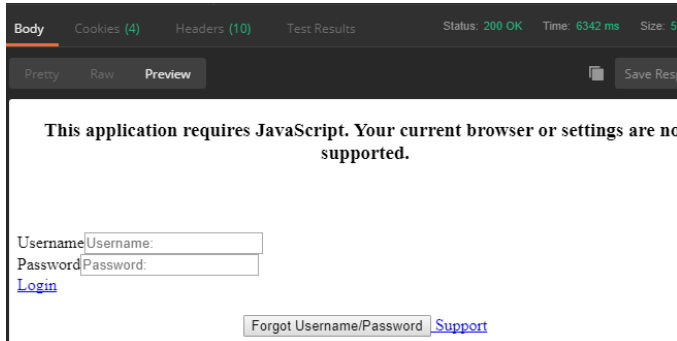 Body Cookies (4) Headers (10) Test Results Status: 200 OK Time: 6342 ms Size: 5
Pretty Raw Preview Save Res
This application requires JavaScript. Your current browser or settings are no
supported.
Username Username:
Password Password:
Login
Forgot Username/Password Support